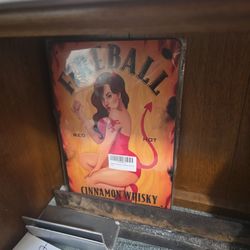 FIREBALL
RED HOT
CINNAMON WHISKY